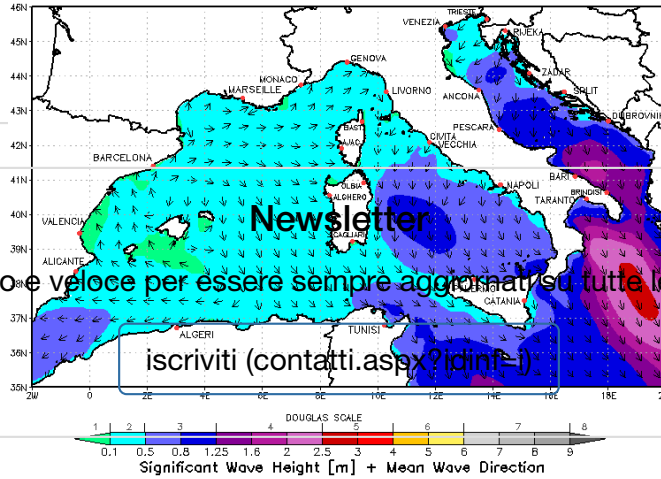 46N
TRIESTE
VENEZIA
RIJEKA
45N
GENOVA
44N
ZADAR
MONACO
MARSEILLE
LIVORNO
SPLIT
ANCONA
43N
DUBROVNIK
PESCARA
BAST
CIVITA
VECCHIA
42N
AJAC
BARCELONA
BARI
41N
OLBIA
NAPOLI
BRINDISI
ALGHERO
TARANTO
40N
Newsletter
VALENCIA
CAGLIARI
39N
ALICANTE
o e veloce per essere sempre aggiornati su tutte le
38N
PALERMO
CATANIA
37N
ALGERI
TUNISI
36N
iscriviti (contatti.aspx?idinf=i)
35N
2W 0 2E 4E 6E 8E 10E 12E 14E 16E 18E
DOUGLAS SCALE
1 2 3 4 5 6 7 8
0.1 0.5 0.8 1.25 1.6 2 2.5 3 4 5 6 7 8 9
Significant Wave Height [m] + Mean Wave Direction